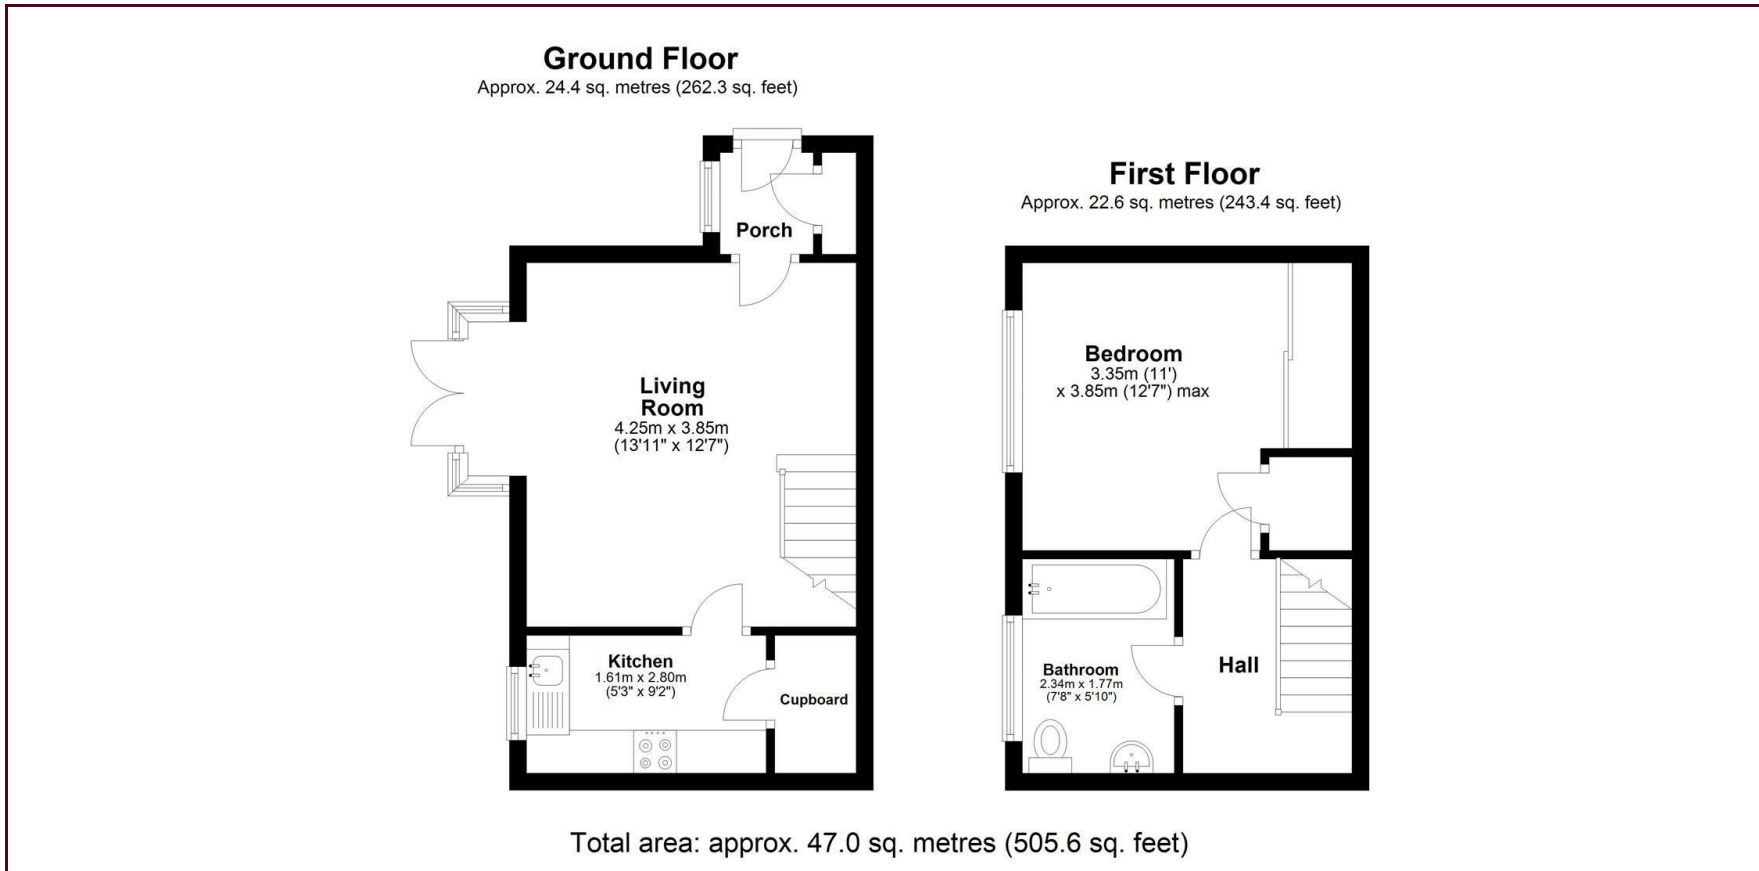 Ground Floor
Approx. 24.4 sq. metres (262.3 sq. feet)
Porch
Living
Room
4.25m x 3.85m
(13'11" x 12'7")
Kitchen
1.61m x 2.80m
(5'3" x 9'2")
Cupboard
First Floor
Approx. 22.6 sq. metres (243.4 sq. feet)
Bedroom
3.35m (11')
x 3.85m (12'7") max
Bathroom
2.34m x 1.77m
(7'8" x 5'10")
Hall
Total area: approx. 47.0 sq. metres (505.6 sq. feet)